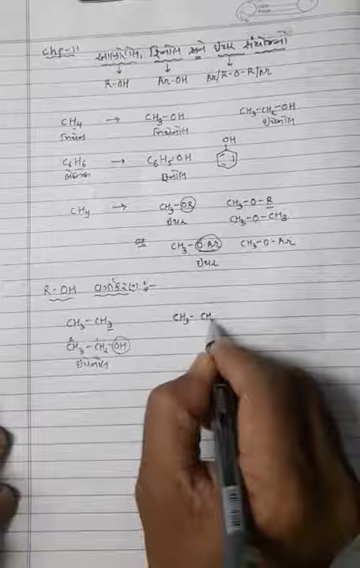 Chp-11 આલ્કોહોલ, ફિનોલ અને ઈથર સંયોજનો
R-OH Ar-OH Ar/R-O-R/Ar
CH4 → CH3-OH CH3-CH2-OH
મિથેન મિથેનોલ ઈથેનોલ
OH
C6H6 → C6H5-OH
બેન્ઝિન ફિનોલ
CH4 → CH3-OR CH3-O-R
ઈથર CH3-O-CH3
CH3-O-Ar CH3-O-Ar
ઈથર
R-OH વર્ગીકરણ :-
CH3-CH3 CH3-CH
CH3-CH2-OH
ઈથેનોલ